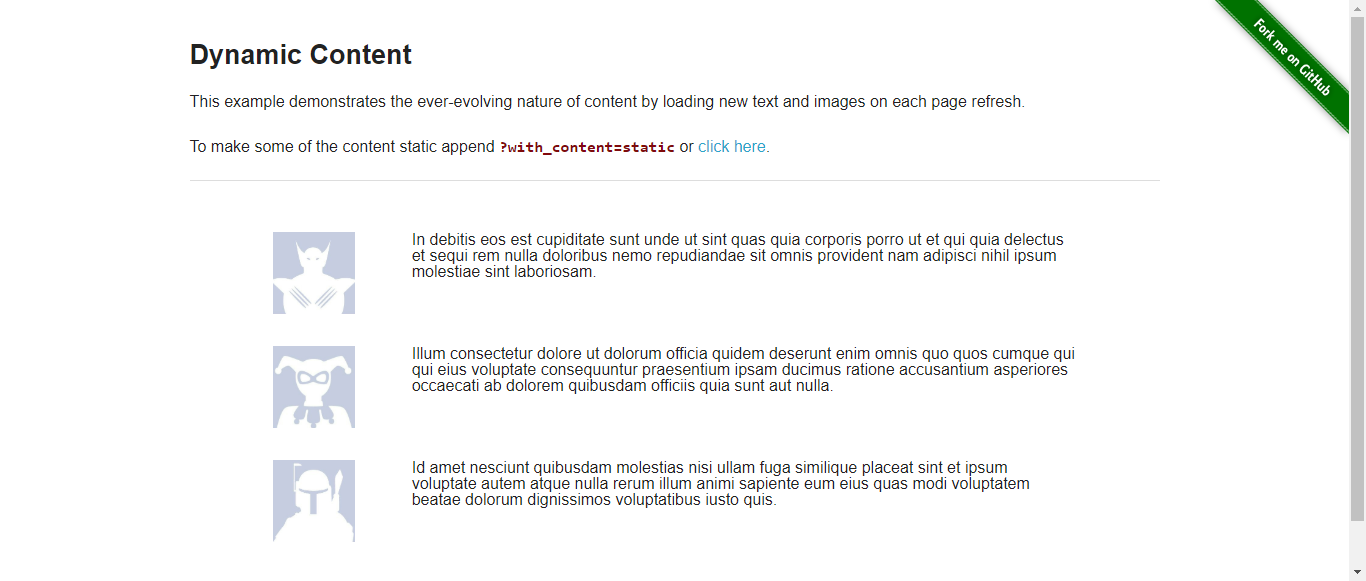 Dynamic Content
Fork me on GitHub
This example demonstrates the ever-evolving nature of content by loading new text and images on each page refresh.
To make some of the content static append ?with_content=static or click here.
In debitis eos est cupiditate sunt unde ut sint quas quia corporis porro ut et qui quia delectus
et sequi rem nulla doloribus nemo repudiandae sit omnis provident nam adipisci nihil ipsum
molestiae sint laboriosam.
Illum consectetur dolore ut dolorum officia quidem deserunt enim omnis quo quos cumque qui
qui eius voluptate consequuntur praesentium ipsam ducimus ratione accusantium asperiores
occaecati ab dolorem quibusdam officiis quia sunt aut nulla.
Id amet nesciunt quibusdam molestias nisi ullam fuga similique placeat sint et ipsum
voluptate autem atque nulla rerum illum animi sapiente eum eius quas modi voluptatem
beatae dolorum dignissimos voluptatibus iusto quis.